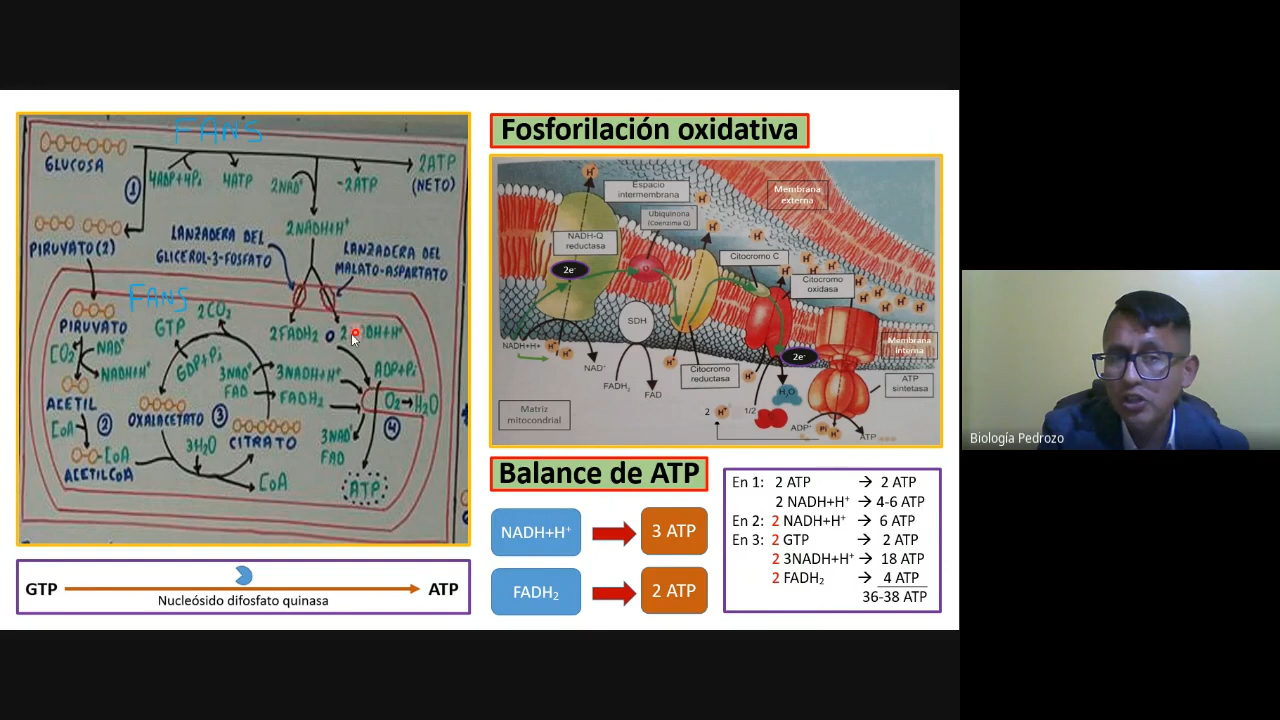 FANS
GLUCOSA
1
4ADP+4Pi
4ATP
2NAD⁺
-2ATP
2ATP
(NETO)
PIRUVATO(2)
2NADH+H⁺
LANZADERA DEL
GLICEROL-3-FOSFATO
LANZADERA DEL
MALATO-ASPARTATO
FANS
PIRUVATO
CO₂
NAD⁺
NADH+H⁺
ACETIL
CoA
2
CoA
ACETILCoA
GTP
2CO₂
GDP+Pi
3NAD⁺
FAD
3NADH+H⁺
FADH₂
OXALACETATO
3
CITRATO
3H₂O
CoA
2FADH2 o 2 DH+H⁺
ADP+Pi
O₂→H₂O
4
3NAD⁺
FAD
ATP
GTP
Nucleósido difosfato quinasa
ATP
Fosforilación oxidativa
H⁺
Espacio
intermembrana
Membrana
externa
Ubiquinona
(Coenzima Q)
H⁺
H⁺
NADH-Q
reductasa
Citocromo C
H⁺
H⁺
H⁺
H⁺
2e⁻
Q
Citocromo
oxidasa
H⁺
H⁺
H⁺
H⁺
SDH
NADH+H+
H⁺
H⁺
NAD⁺
Membrana
interna
2e⁻
H⁺
Citocromo
reductasa
H⁺
FADH₂
FAD
H₂O
ATP
sintetasa
Matriz
mitocondrial
2 H⁺
1/2
ADP⁺
Pi
H⁺
ATP
Balance de ATP
NADH+H⁺
3 ATP
FADH₂
2 ATP
En 1: 2 ATP → 2 ATP
2 NADH+H⁺ → 4-6 ATP
En 2: 2 NADH+H⁺ → 6 ATP
En 3: 2 GTP → 2 ATP
2 3NADH+H⁺ → 18 ATP
2 FADH₂ → 4 ATP
36-38 ATP
Biología Pedrozo